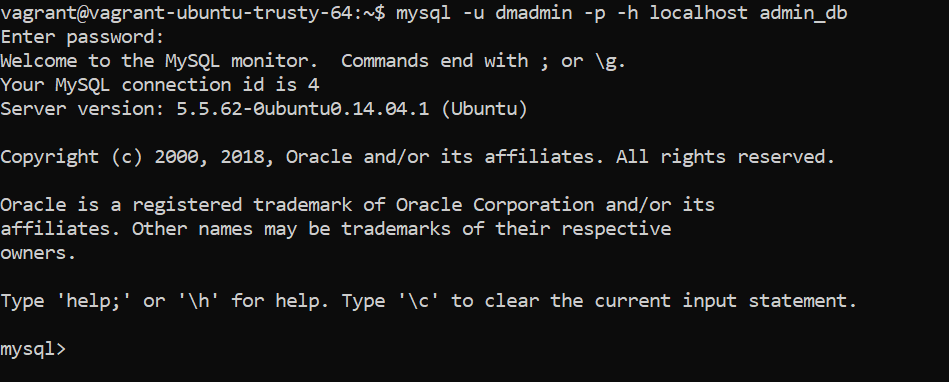 vagrant@vagrant-ubuntu-trusty-64:~$ mysql -u dmadmin -p -h localhost admin_db
Enter password:
Welcome to the MySQL monitor.  Commands end with ; or \g.
Your MySQL connection id is 4
Server version: 5.5.62-0ubuntu0.14.04.1 (Ubuntu)
Copyright (c) 2000, 2018, Oracle and/or its affiliates. All rights reserved.
Oracle is a registered trademark of Oracle Corporation and/or its
affiliates. Other names may be trademarks of their respective
owners.
Type 'help;' or '\h' for help. Type '\c' to clear the current input statement.
mysql>